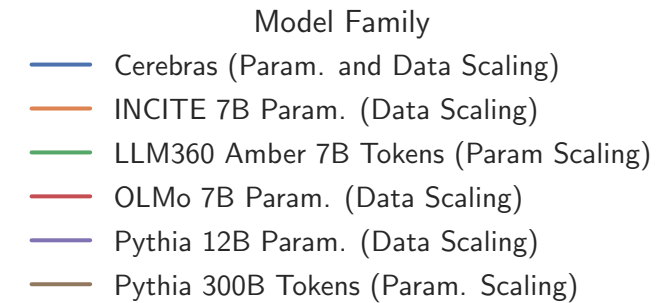 Model Family
Cerebras (Param. and Data Scaling)
INCITE 7B Param. (Data Scaling)
LLM360 Amber 7B Tokens (Param Scaling)
OLMo 7B Param. (Data Scaling)
Pythia 12B Param. (Data Scaling)
Pythia 300B Tokens (Param. Scaling)